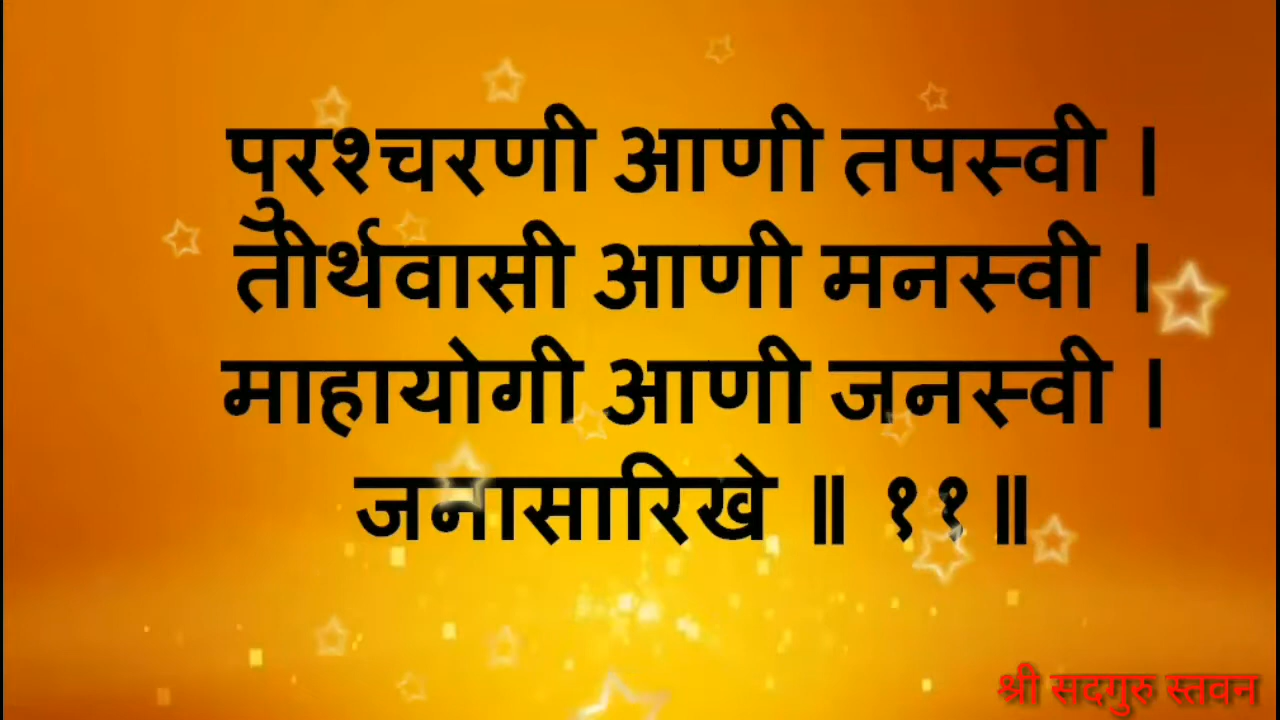 पुरश्चरणी आणी तपस्वी ।
तीर्थवासी आणी मनस्वी ।
माहायोगी आणी जनस्वी ।
जनासारिखे ॥ ११॥
श्री सदगुरु स्तवन